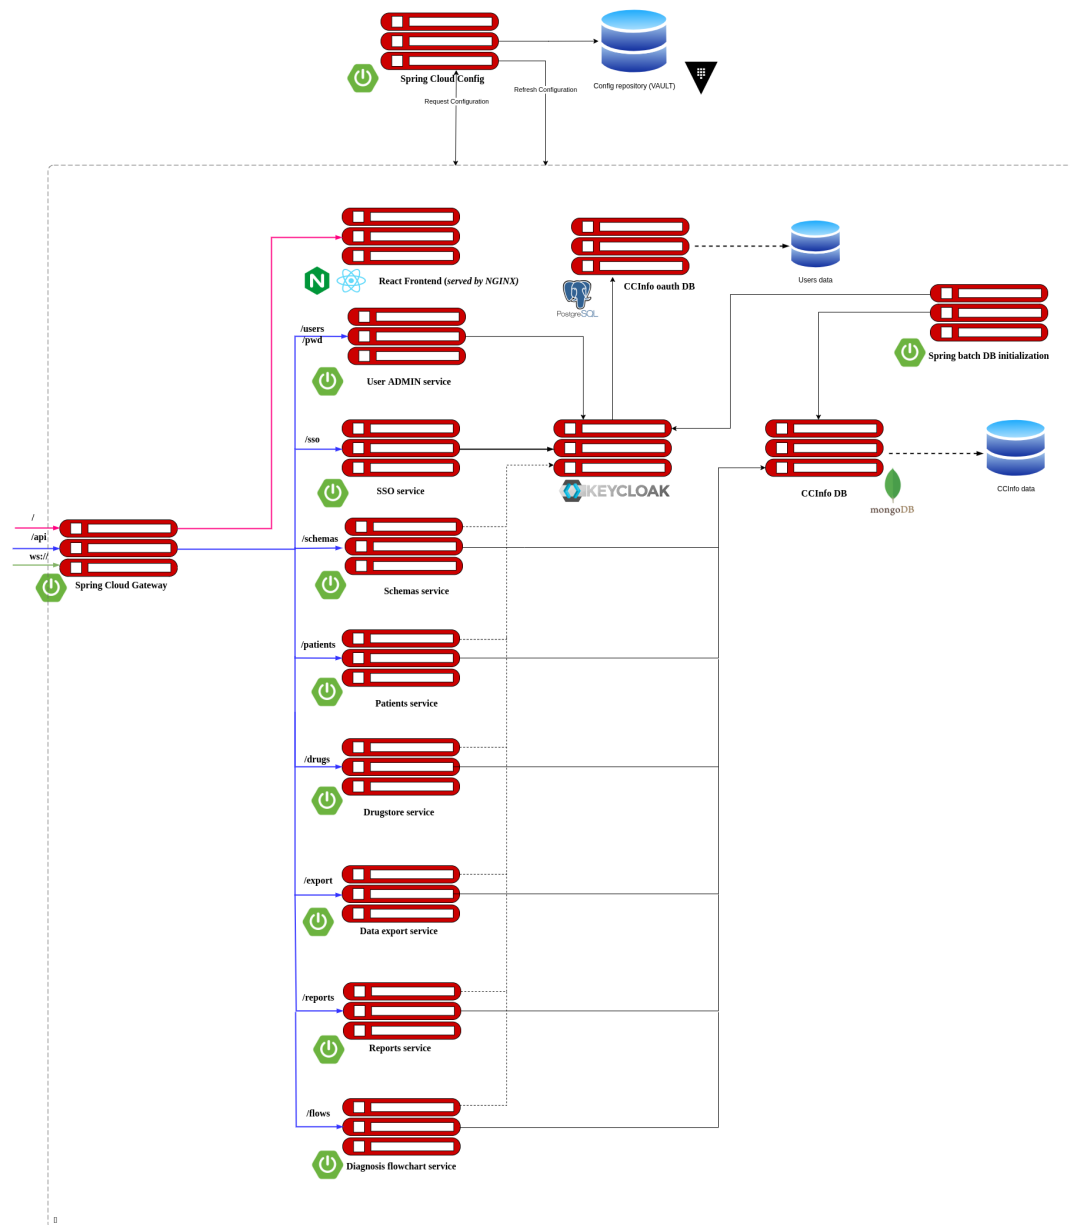 Spring Cloud Config
Config repository (VAULT)
Refresh Configuration
Request Configuration
React Frontend (served by NGINX)
PostgreSQL
CCInfo oauth DB
Users data
Spring batch DB initialization
/users
/pwd
User ADMIN service
/sso
SSO service
KEYCLOAK
CCInfo DB
mongoDB
CCInfo data
/
/api
ws://
Spring Cloud Gateway
/schemas
Schemas service
/patients
Patients service
/drugs
Drugstore service
/export
Data export service
/reports
Reports service
/flows
Diagnosis flowchart service